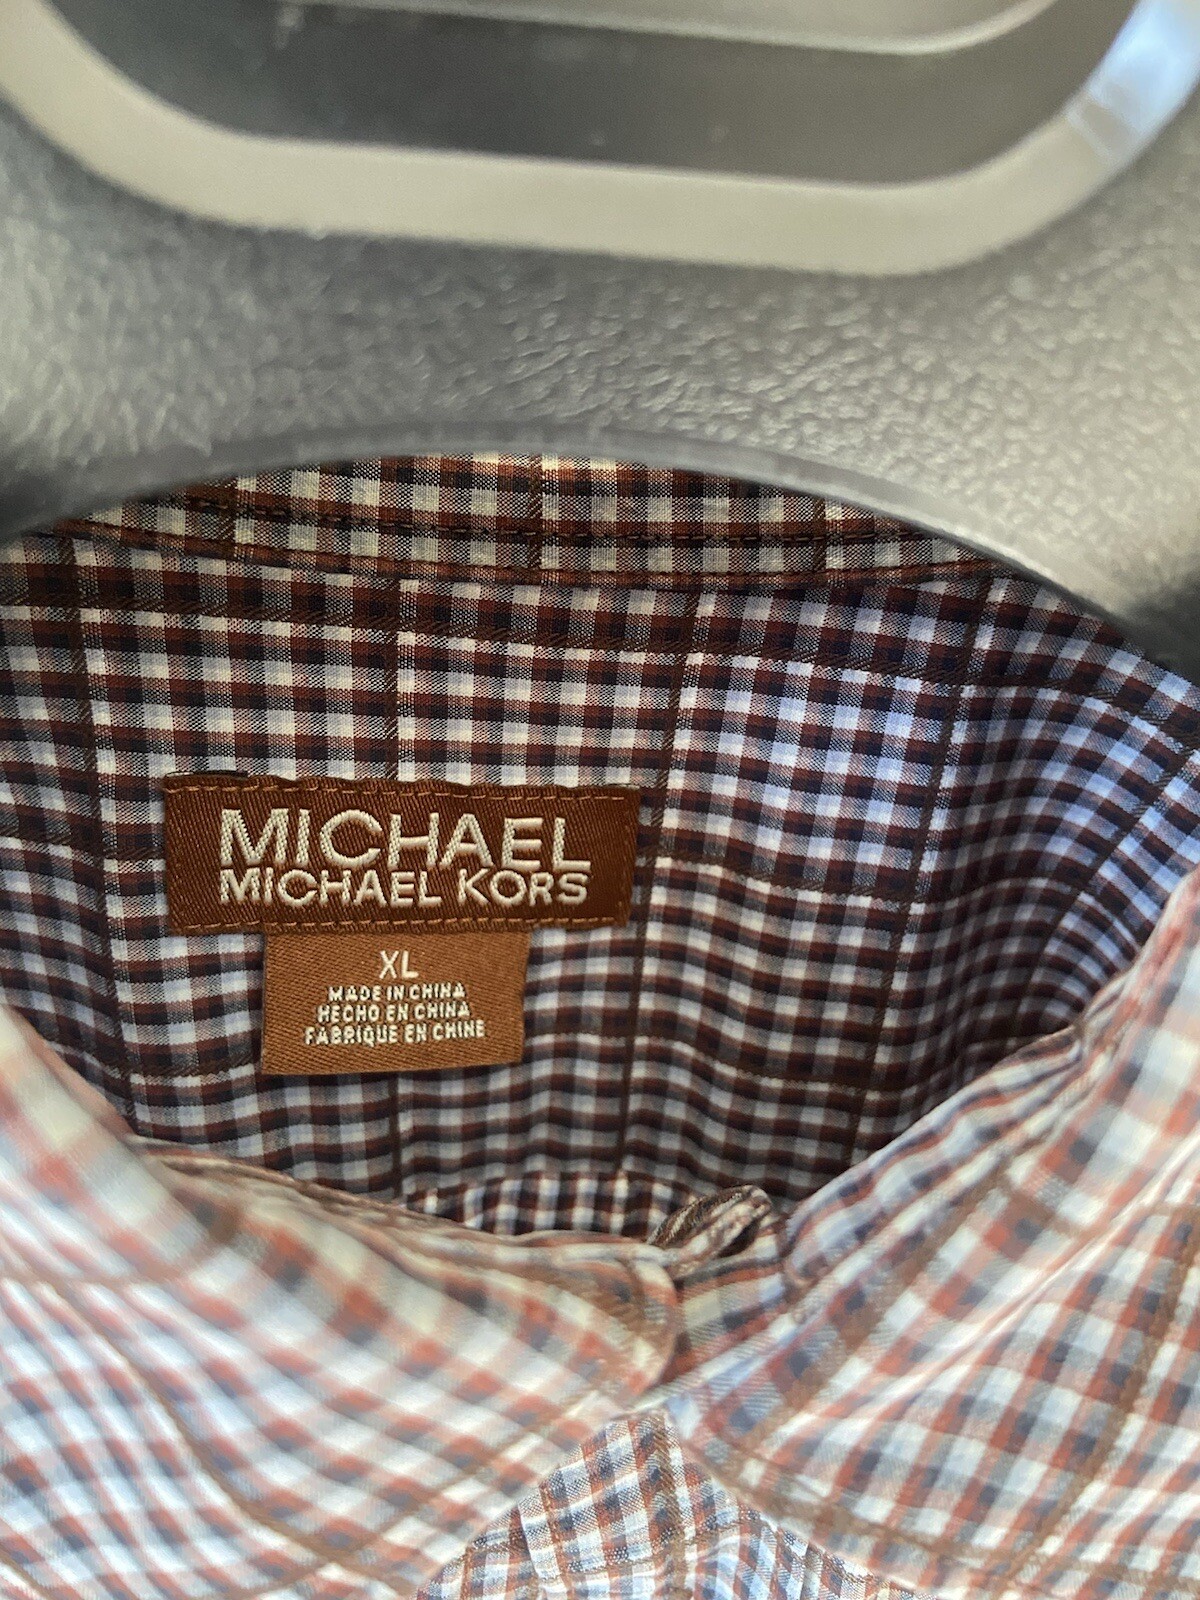 MICHAEL
MICHAEL KORS
XL
MADE IN CHINA
HECHO EN CHINA
FABRIQUE EN CHINE